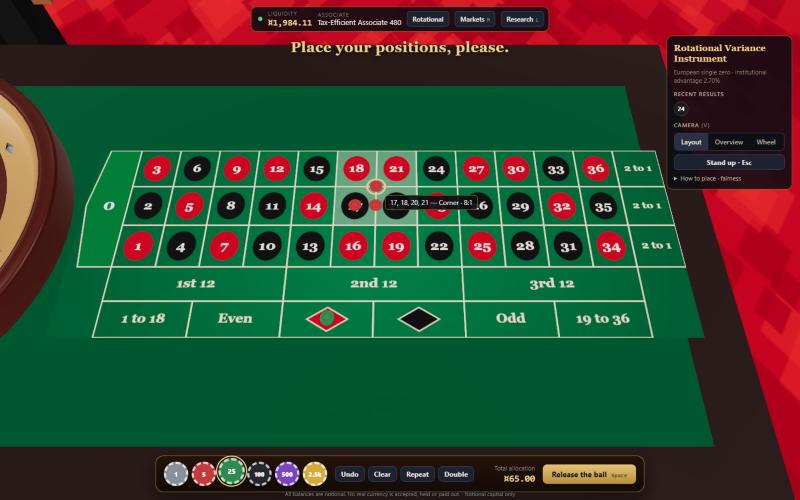 LIQUIDITY
¤1,984.11
ASSOCIATE
Tax-Efficient Associate 480
Rotational
Markets
Research
Place your positions, please.
Rotational Variance Instrument
European single zero · institutional advantage 2.70%
RECENT RESULTS
24
CAMERA (V)
Layout
Overview
Wheel
Stand up · Esc
▸ How to place · fairness
3 6 9 12 15 18 21 24 27 30 33 36 2 to 1
17, 18, 20, 21 — Corner · 8:1
0 2 5 8 11 14 32 35 2 to 1
1 4 7 10 13 16 19 22 25 28 31 34 2 to 1
1st 12 2nd 12 3rd 12
1 to 18 Even Odd 19 to 36
1 5 25 100 500 2.5k
Undo
Clear
Repeat
Double
Total allocation
¤65.00
Release the ball Space
All balances are notional. No real currency is accepted, held or paid out. · Notional capital only